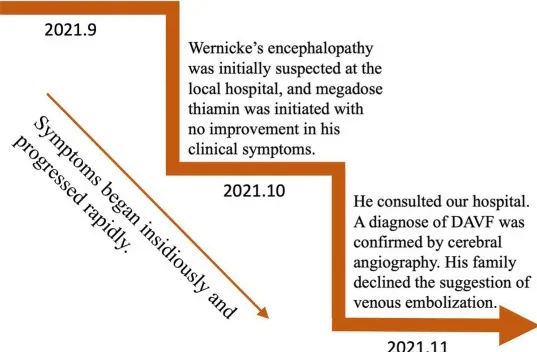 2021.9
Wernicke’s encephalopathy
was initially suspected at the
local hospital, and megadose
thiamin was initiated with
no improvement in his
clinical symptoms.
Symptoms began insidiously and
progressed rapidly.
2021.10
He consulted our hospital.
A diagnose of DAVF was
confirmed by cerebral
angiography. His family
declined the suggestion of
venous embolization.
2021.11